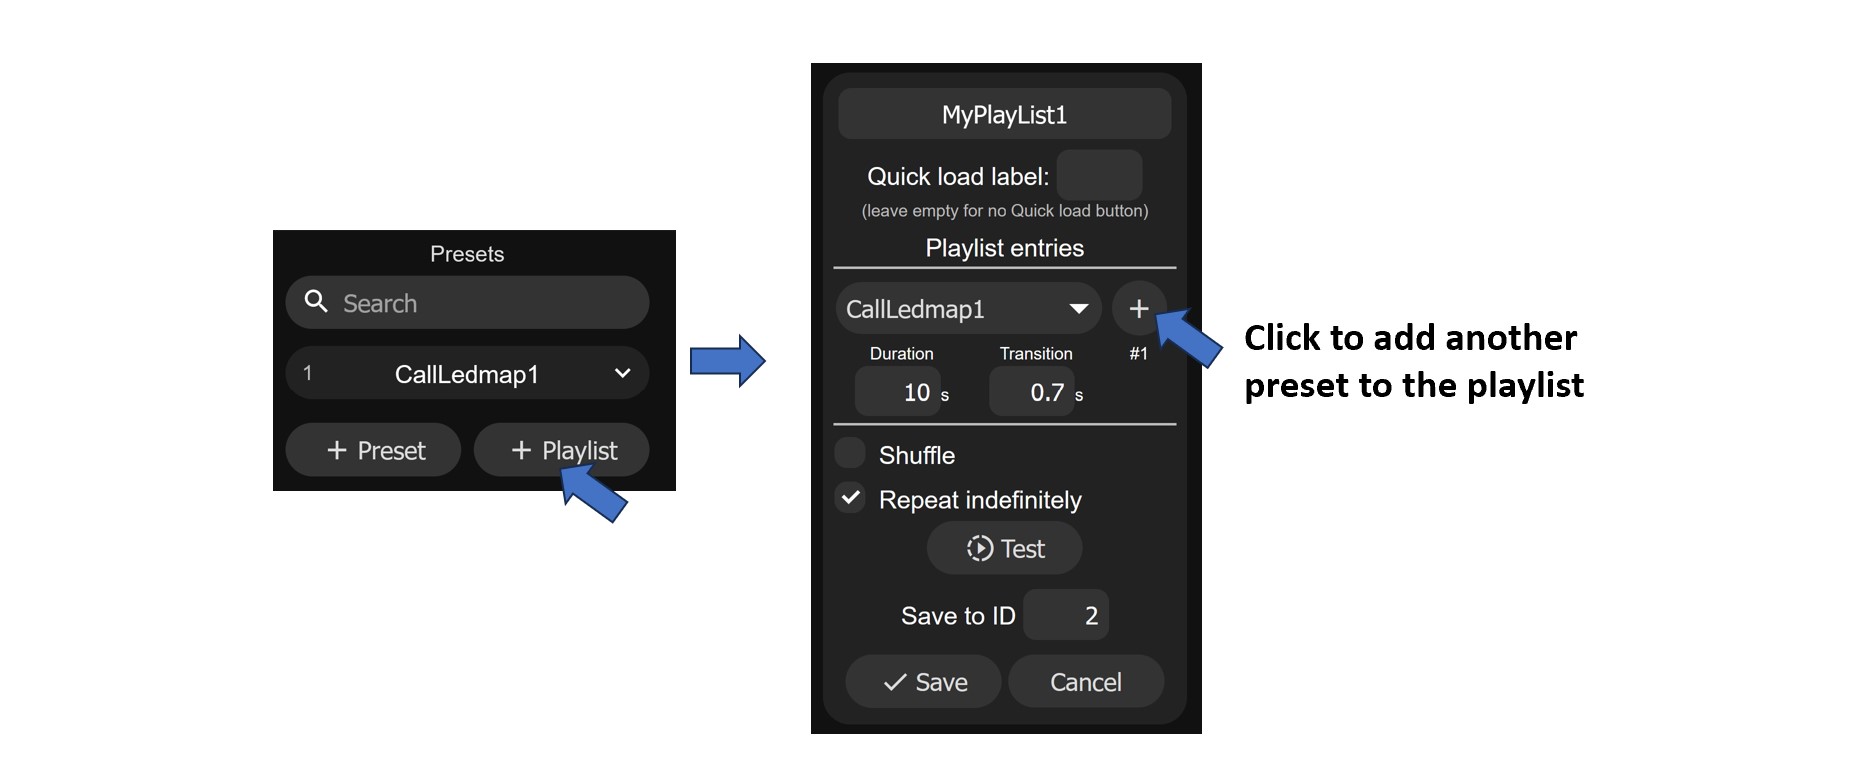 Presets
Search
1 CallLedmap1
+ Preset + Playlist
MyPlayList1
Quick load label:
(leave empty for no Quick load button)
Playlist entries
CallLedmap1 +
Duration Transition #1
10 s 0.7 s
Shuffle
Repeat indefinitely
Test
Save to ID 2
Save Cancel
Click to add another
preset to the playlist